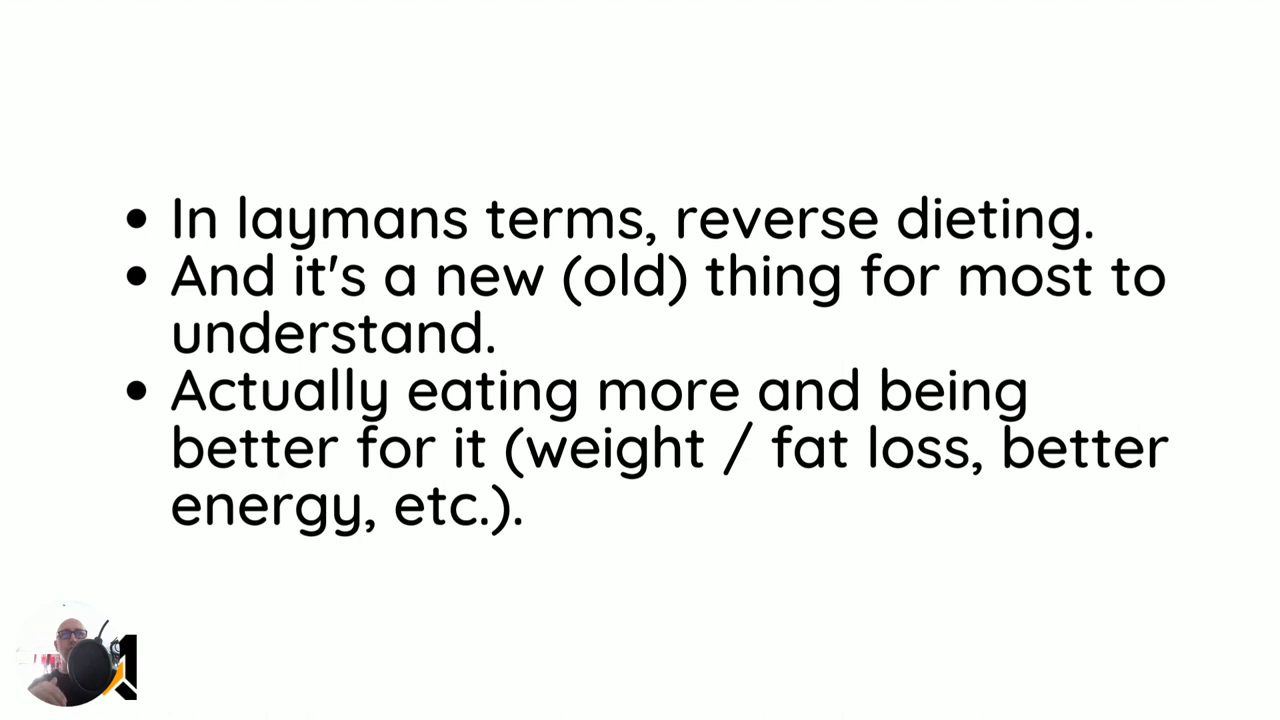 • In laymans terms, reverse dieting.
• And it's a new (old) thing for most to
understand.
• Actually eating more and being
better for it (weight / fat loss, better
energy, etc.).